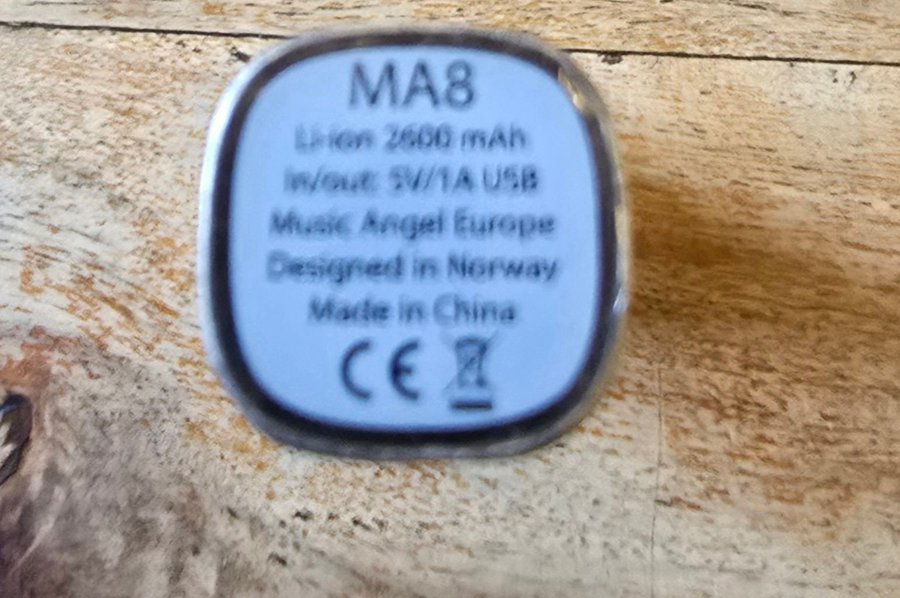 MA8
Li-ion 2600 mAh
In/out: 5V/1A USB
Music Angel Europe
Designed in Norway
Made in China
CE